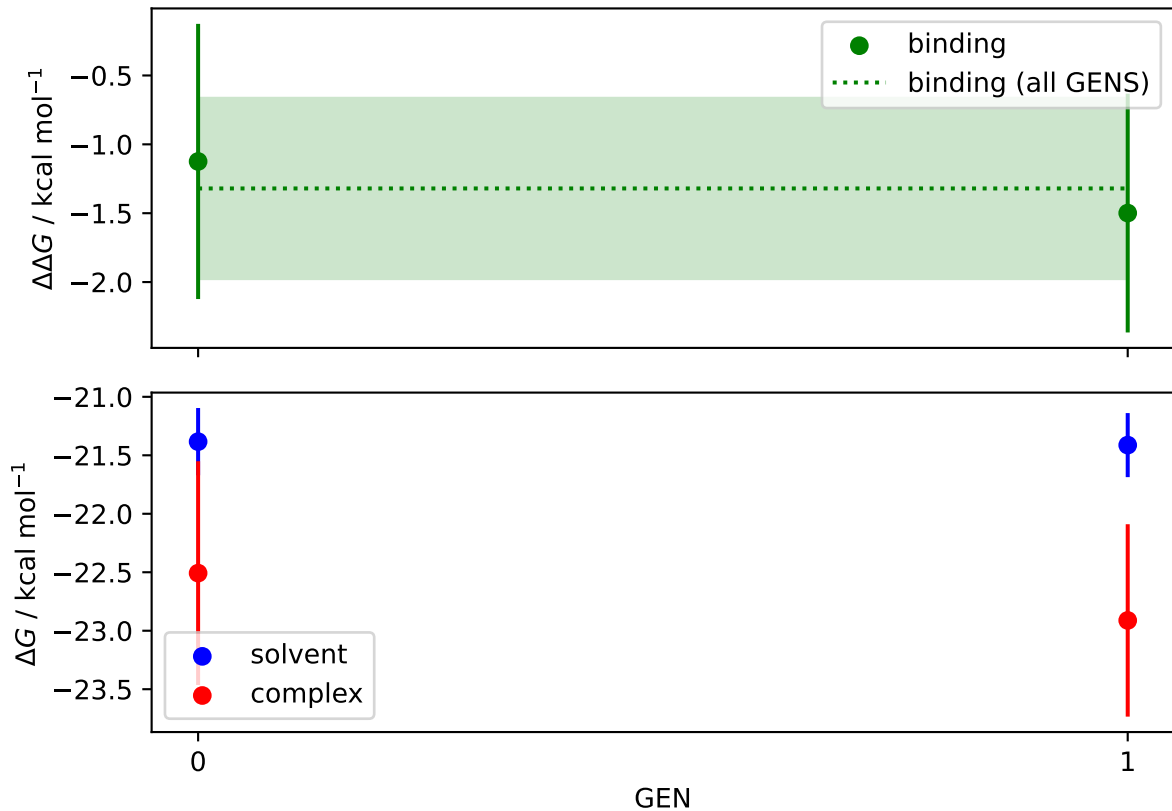 ΔΔG / kcal mol⁻¹
−0.5
−1.0
−1.5
−2.0
binding
binding (all GENS)
ΔG / kcal mol⁻¹
−21.0
−21.5
−22.0
−22.5
−23.0
−23.5
solvent
complex
0
1
GEN